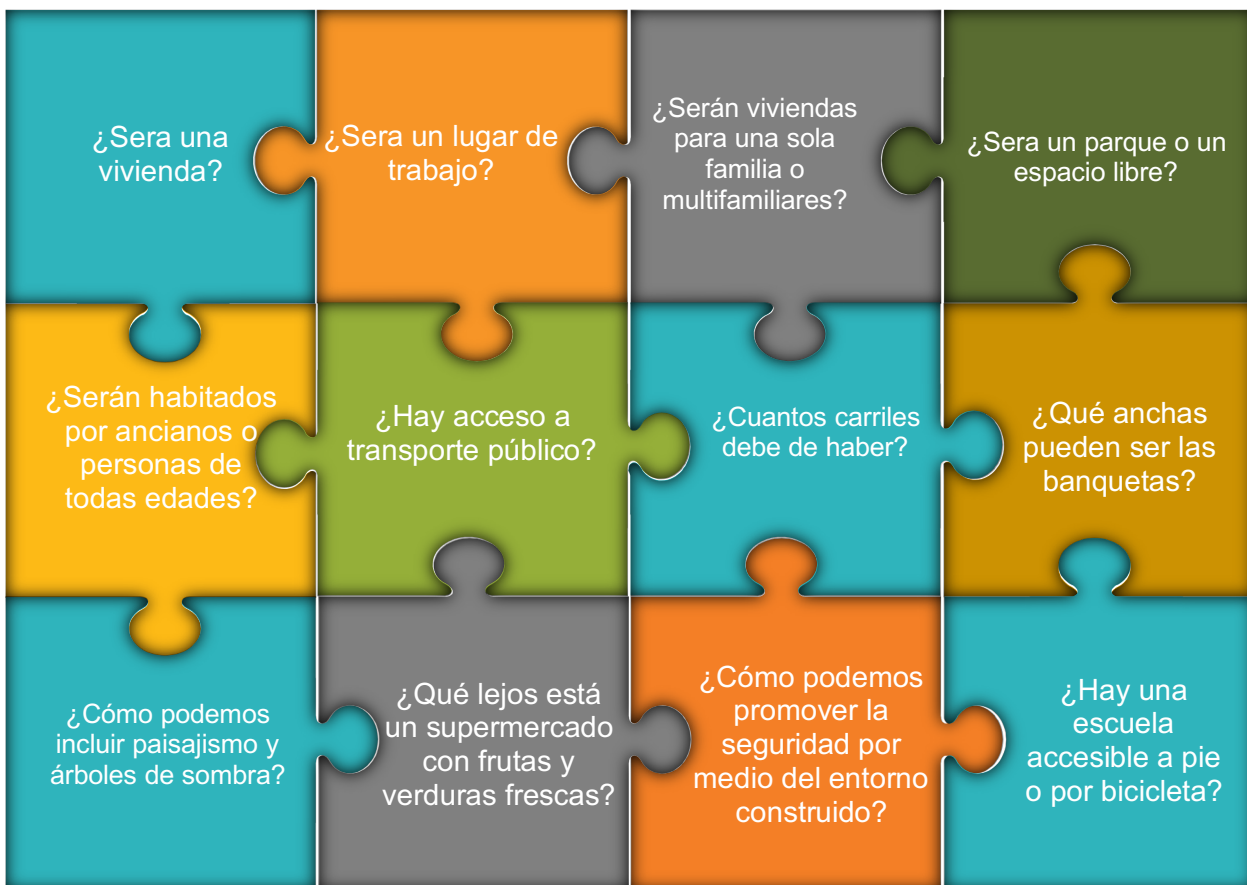 ¿Sera una
vivienda?
¿Sera un lugar de
trabajo?
¿Serán viviendas
para una sola
familia o
multifamiliares?
¿Sera un parque o un
espacio libre?
¿Serán habitados
por ancianos o
personas de
todas edades?
¿Hay acceso a
transporte público?
¿Cuantos carriles
debe de haber?
¿Qué anchas
pueden ser las
banquetas?
¿Cómo podemos
incluir paisajismo y
árboles de sombra?
¿Qué lejos está
un supermercado
con frutas y
verduras frescas?
¿Cómo podemos
promover la
seguridad por
medio del entorno
construido?
¿Hay una
escuela
accesible a pie
o por bicicleta?